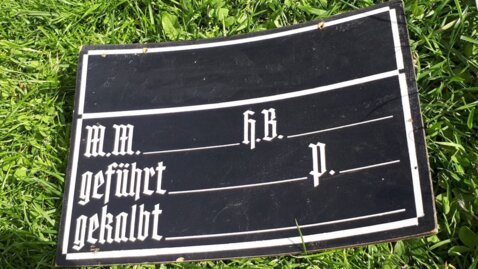 M.M. H.B.
geführt P.
gekalbt